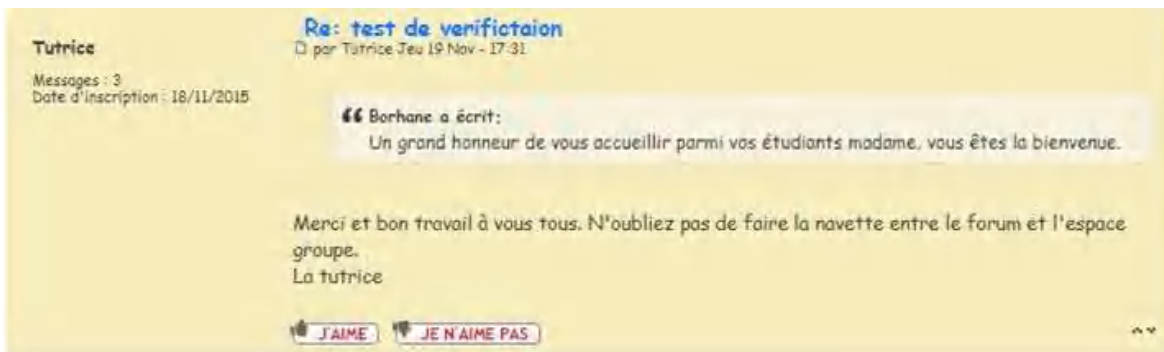 Tutrice
Messages : 3
Date d'inscription : 18/11/2015
Re: test de verifictaion
par Tutrice Jeu 19 Nov - 17:31
Borhane a écrit:
Un grand honneur de vous accueillir parmi vos étudiants madame, vous êtes la bienvenue.
Merci et bon travail à vous tous. N'oubliez pas de faire la navette entre le forum et l'espace
groupe.
La tutrice
J'AIME
JE N'AIME PAS